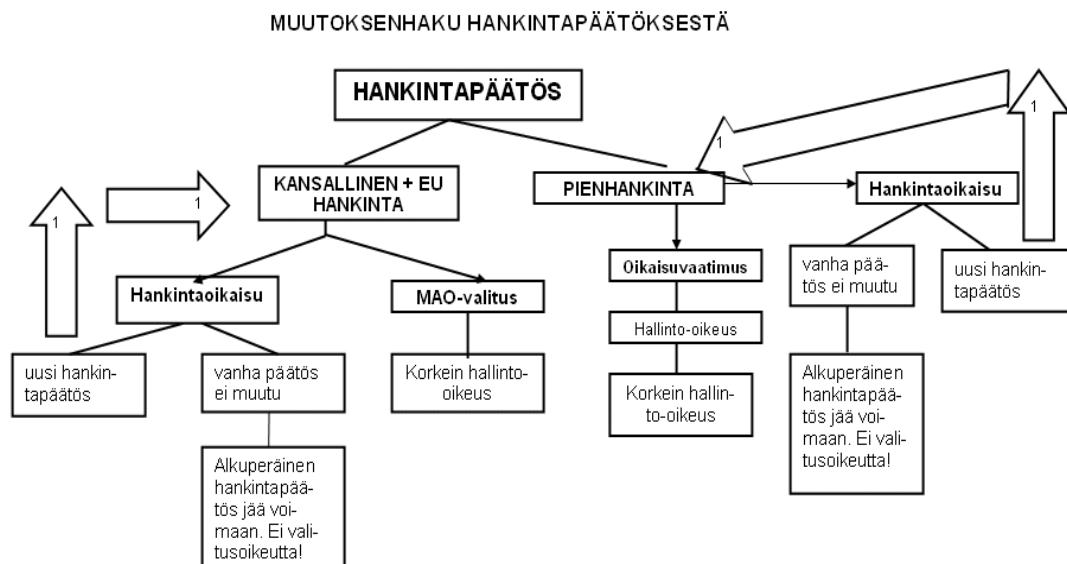 MUUTOKSENHAKU HANKINTAPÄÄTÖKSESTÄ
HANKINTAPÄÄTÖS
1
1
KANSALLINEN + EU
HANKINTA
PIENHANKINTA
Hankintaoikaisu
1
1
Hankintaoikaisu
MAO-valitus
Oikaisuvaatimus
vanha pää-
tös ei muutu
uusi hankin-
tapäätös
Hallinto-oikeus
uusi hankin-
tapäätös
vanha päätös
ei muutu
Korkein hallinto-
oikeus
Korkein hallin-
to-oikeus
Alkuperäinen
hankintapää-
tös jää voi-
maan. Ei vali-
tusoikeutta!
Alkuperäinen
hankintapää-
tös jää voi-
maan. Ei vali-
tusoikeutta!